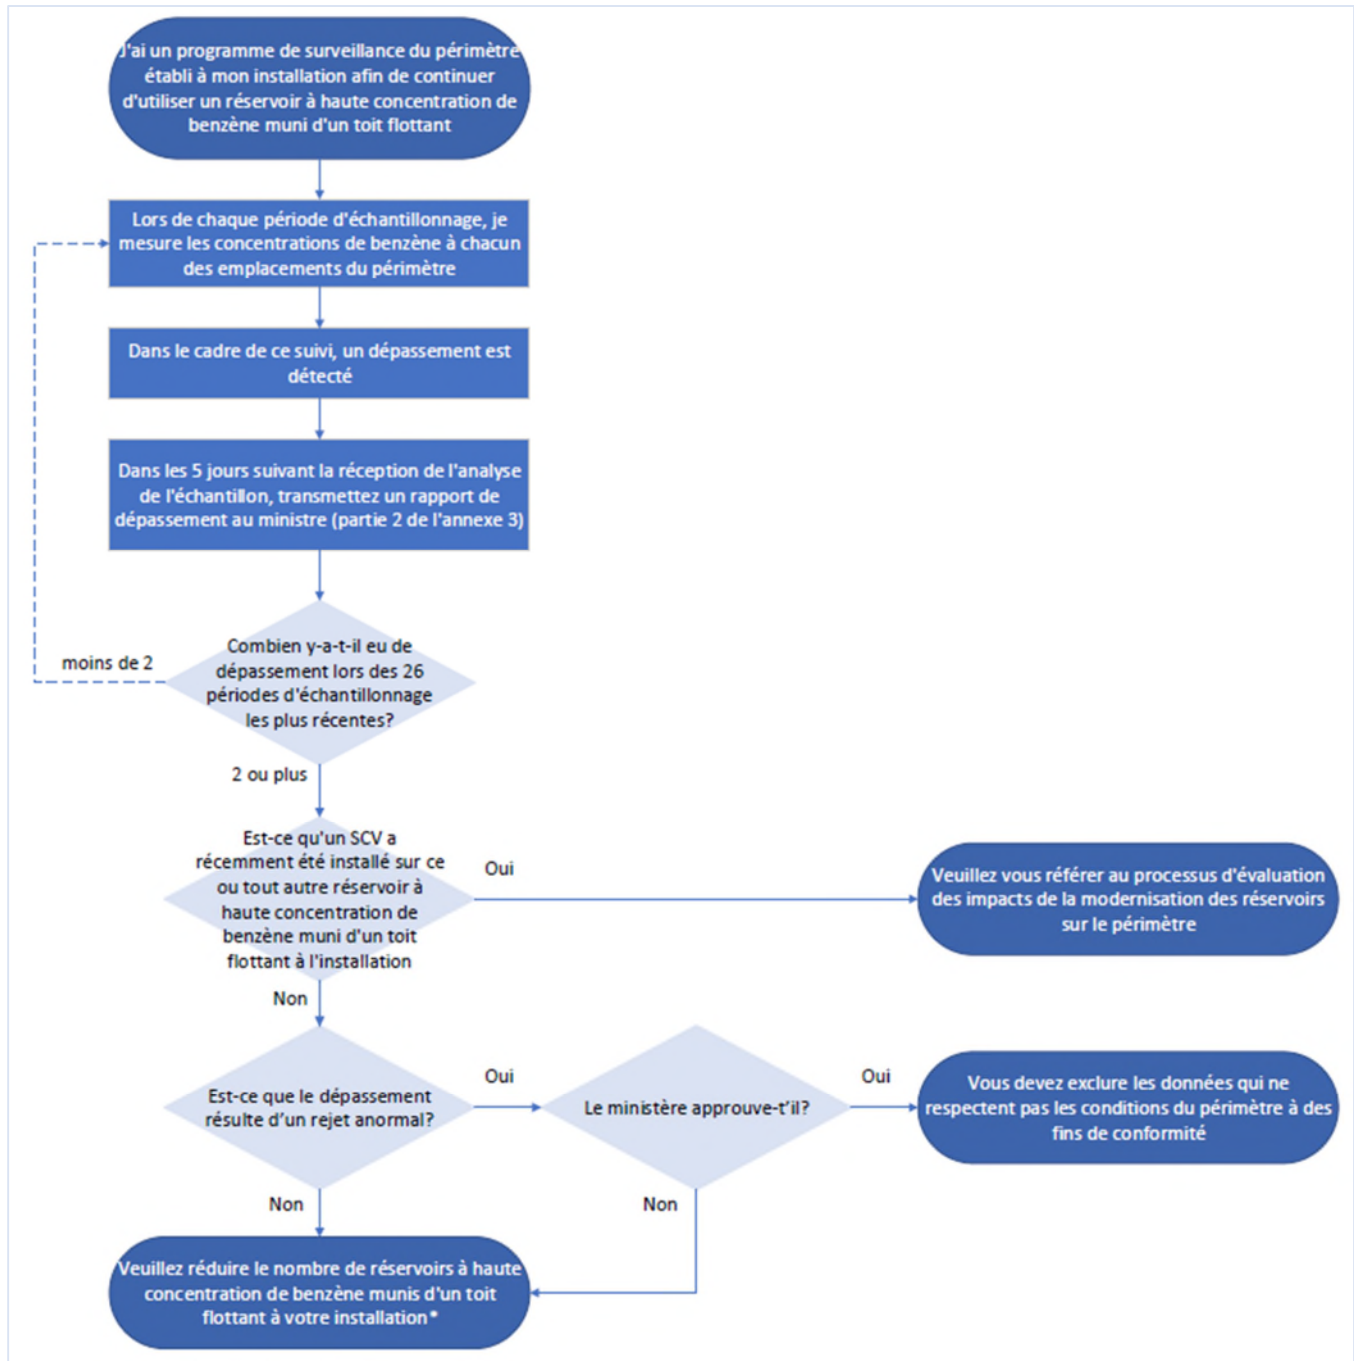 J'ai un programme de surveillance du périmètre
établi à mon installation afin de continuer
d'utiliser un réservoir à haute concentration de
benzène muni d'un toit flottant
Lors de chaque période d'échantillonnage, je
mesure les concentrations de benzène à chacun
des emplacements du périmètre
Dans le cadre de ce suivi, un dépassement est
détecté
Dans les 5 jours suivant la réception de l'analyse
de l'échantillon, transmettez un rapport de
dépassement au ministre (partie 2 de l'annexe 3)
Combien y-a-t-il eu de
dépassement lors des 26
périodes d'échantillonnage
les plus récentes?
moins de 2
2 ou plus
Est-ce qu'un SCV a
récemment été installé sur ce
ou tout autre réservoir à
haute concentration de
benzène muni d'un toit
flottant à l'installation
Oui
Veuillez vous référer au processus d'évaluation
des impacts de la modernisation des réservoirs
sur le périmètre
Non
Est-ce que le dépassement
résulte d’un rejet anormal?
Oui
Le ministère approuve-t’il?
Oui
Vous devez exclure les données qui ne
respectent pas les conditions du périmètre à des
fins de conformité
Non
Non
Veuillez réduire le nombre de réservoirs à haute
concentration de benzène munis d'un toit
flottant à votre installation*